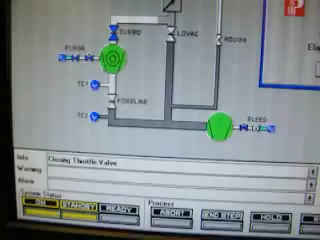 TURBO
LOVAC
ROUGH
PURGE
TC1
FORELINE
TC2
BLEED
Info
Closing Throttle Valve
Warning
Alarm
System Status
Process
ON
STANDBY
READY
ABORT
END STEP
HOLD